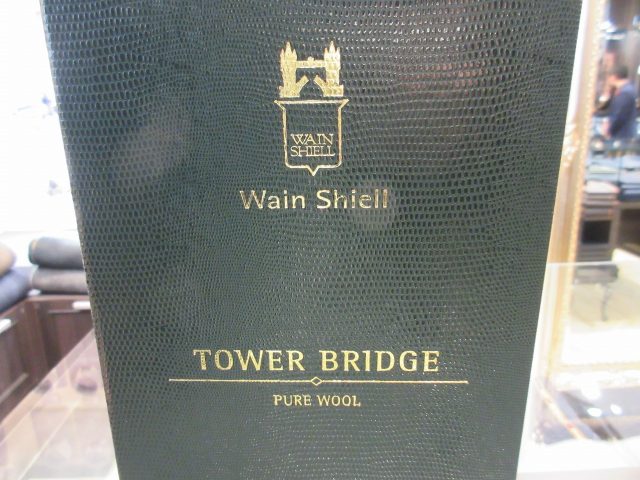 WAIN
SHIELL
Wain Shiell
TOWER BRIDGE
PURE WOOL